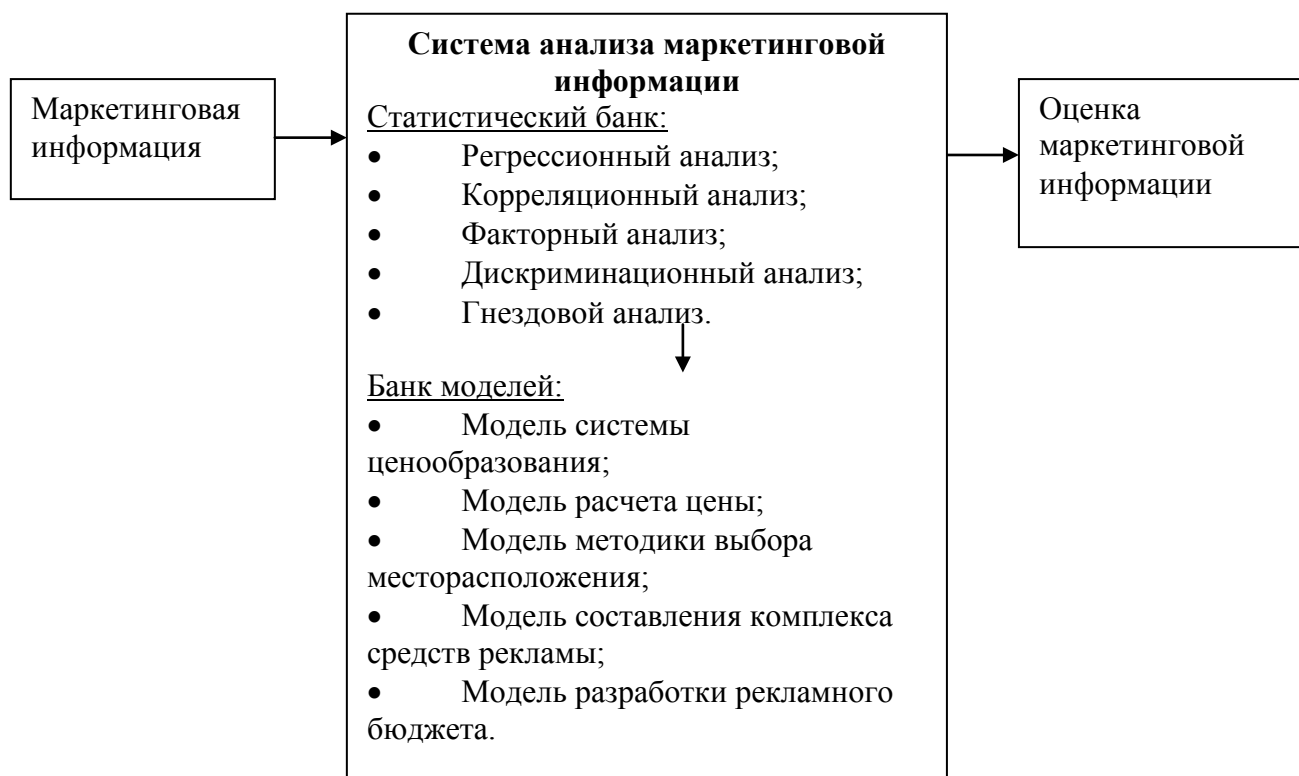 Маркетинговая
информация
Система анализа маркетинговой
информации
Статистический банк:
• Регрессионный анализ;
• Корреляционный анализ;
• Факторный анализ;
• Дискриминационный анализ;
• Гнездовой анализ.
Банк моделей:
• Модель системы
ценообразования;
• Модель расчета цены;
• Модель методики выбора
месторасположения;
• Модель составления комплекса
средств рекламы;
• Модель разработки рекламного
бюджета.
Оценка
маркетинговой
информации